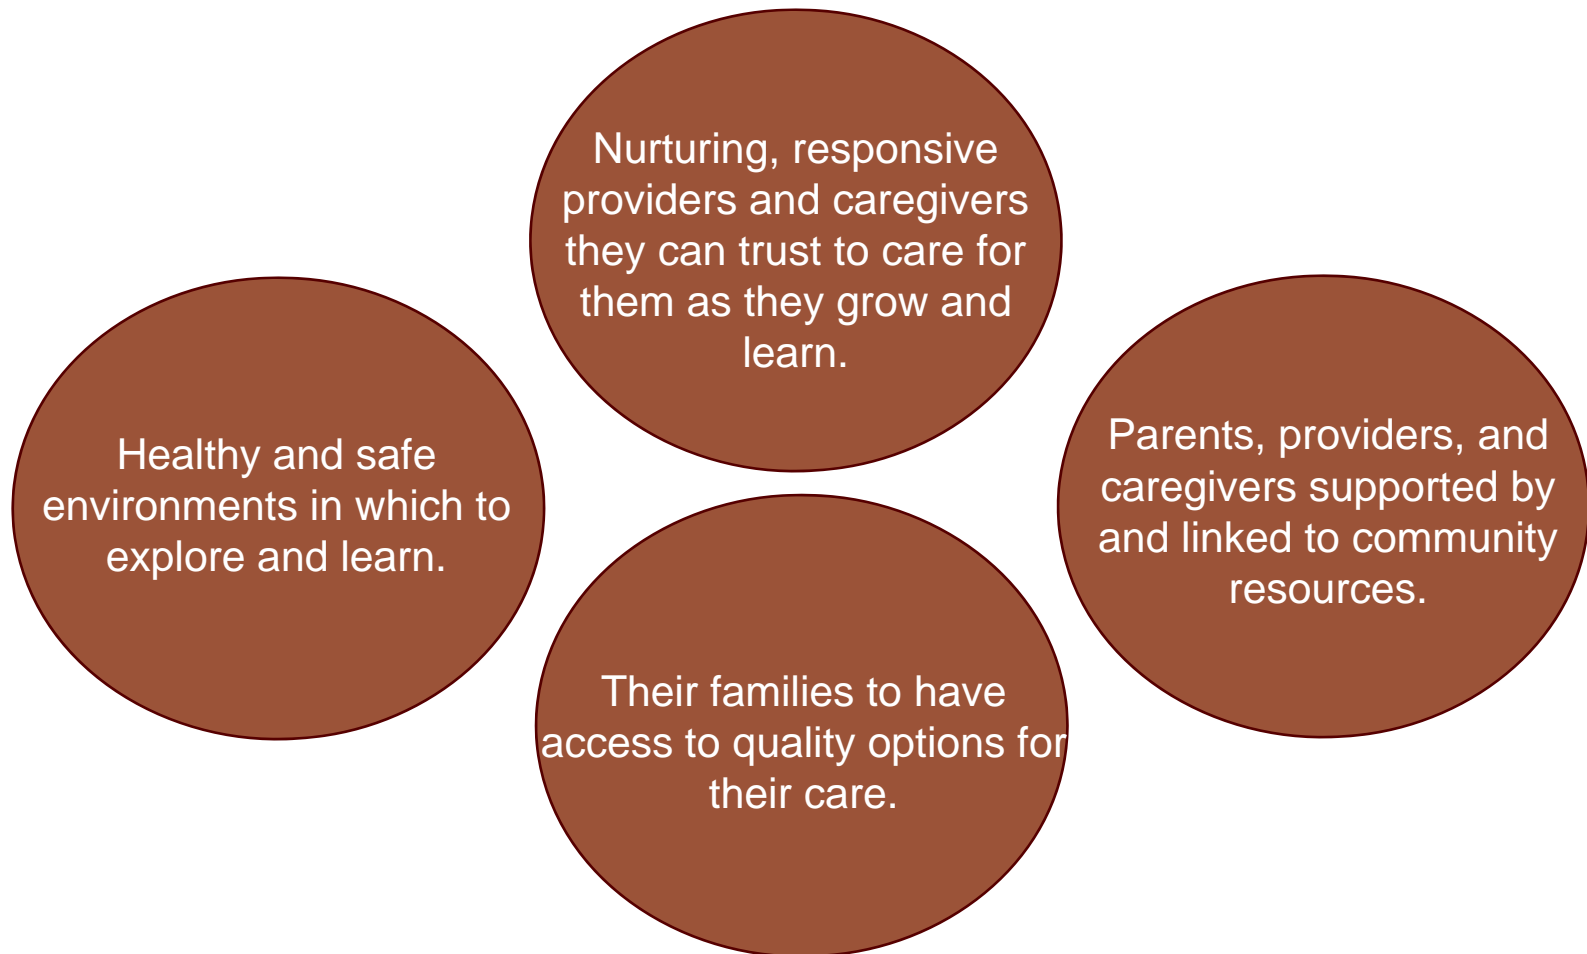 Nurturing, responsive
providers and caregivers
they can trust to care for
them as they grow and
learn.
Healthy and safe
environments in which to
explore and learn.
Parents, providers, and
caregivers supported by
and linked to community
resources.
Their families to have
access to quality options for
their care.